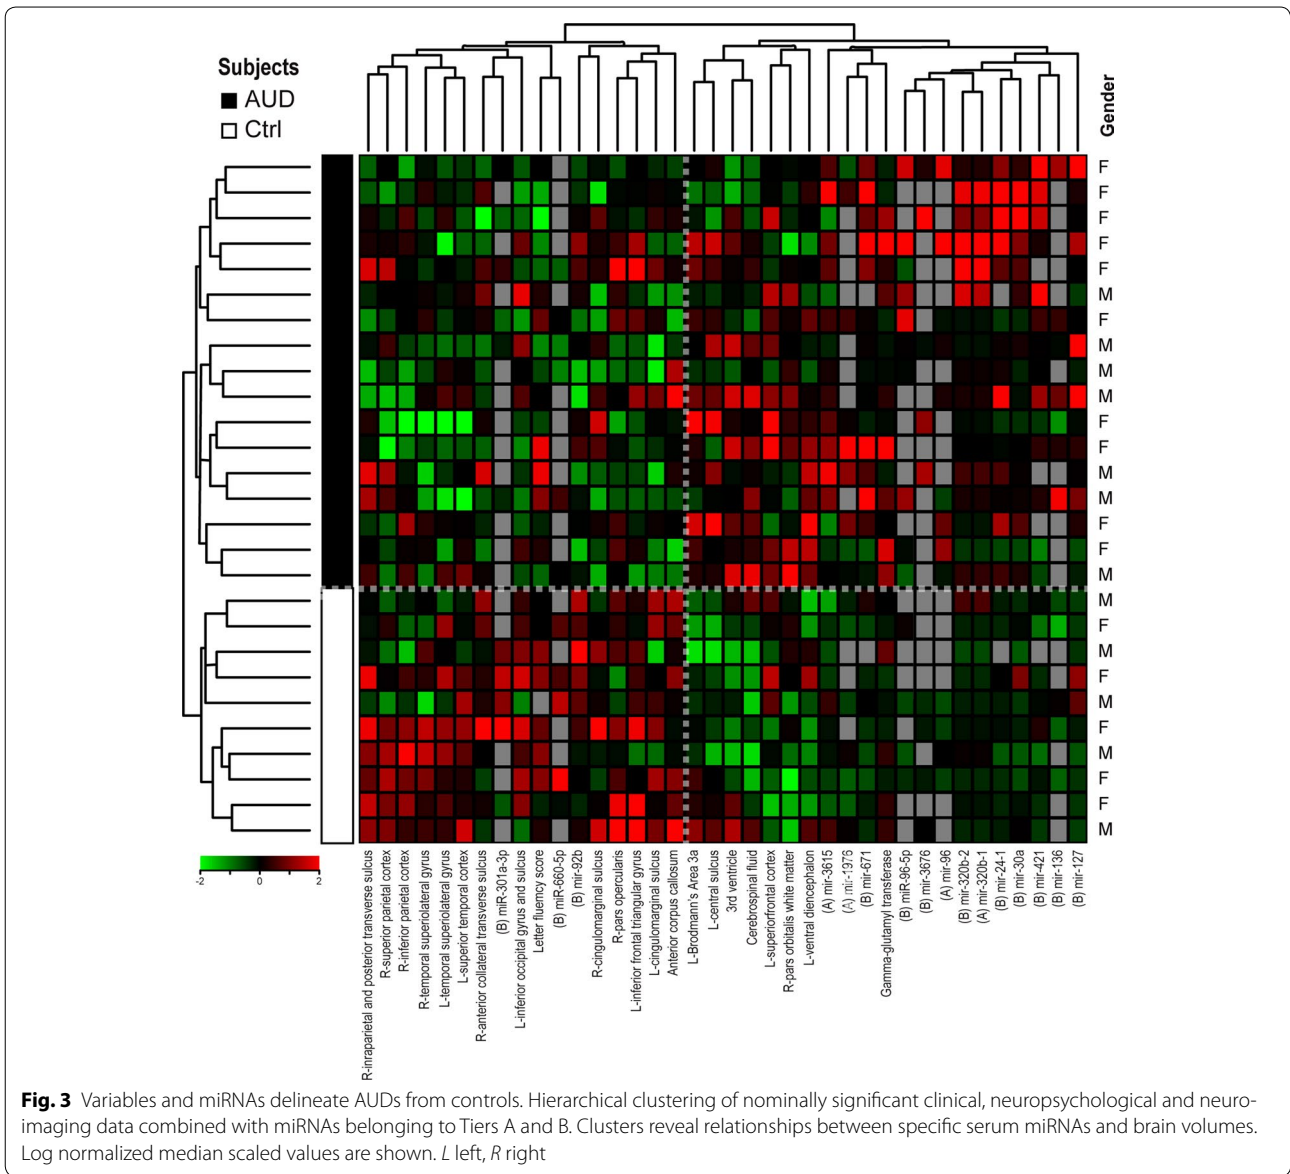 Subjects
AUD
Ctrl
Gender
F
F
F
F
F
M
F
M
M
M
F
F
M
M
F
F
M
M
F
M
F
M
F
M
F
F
M
-2
0
2
R-inraparietal and posterior transverse sulcus
R-superior parietal cortex
R-inferior parietal cortex
R-temporal superiolateral gyrus
L-temporal superiolateral gyrus
L-superior temporal cortex
R-anterior collateral transverse sulcus
(B) miR-301a-3p
L-inferior occipital gyrus and sulcus
Letter fluemcy score
(B) miR-660-5p
(B) mir-92b
R-cingulomarginal sulcus
R-pars opercularis
L-inferior frontal triangular gyrus
L-cingulomarginal sulcus
Anterior corpus callosum
L-Brodmann's Area 3a
L-central sulcus
3rd ventricle
Cerebrospinal fluid
L-superiorfrontal cortex
R-pars orbitalis white matter
L-ventral diencephalon
(A) mir-3615
(A) mir-1976
(B) mir-671
Gamma-glutamyl transferase
(B) miR-96-5p
(B) mir-3676
(A) mir-96
(B) mir-320b-2
(A) mir-320b-1
(B) mir-24-1
(B) mir-30a
(B) mir-421
(B) mir-136
(B) mir-127
Fig. 3 Variables and miRNAs delineate AUDs from controls. Hierarchical clustering of nominally significant clinical, neuropsychological and neuro-
imaging data combined with miRNAs belonging to Tiers A and B. Clusters reveal relationships between specific serum miRNAs and brain volumes.
Log normalized median scaled values are shown. L left, R right